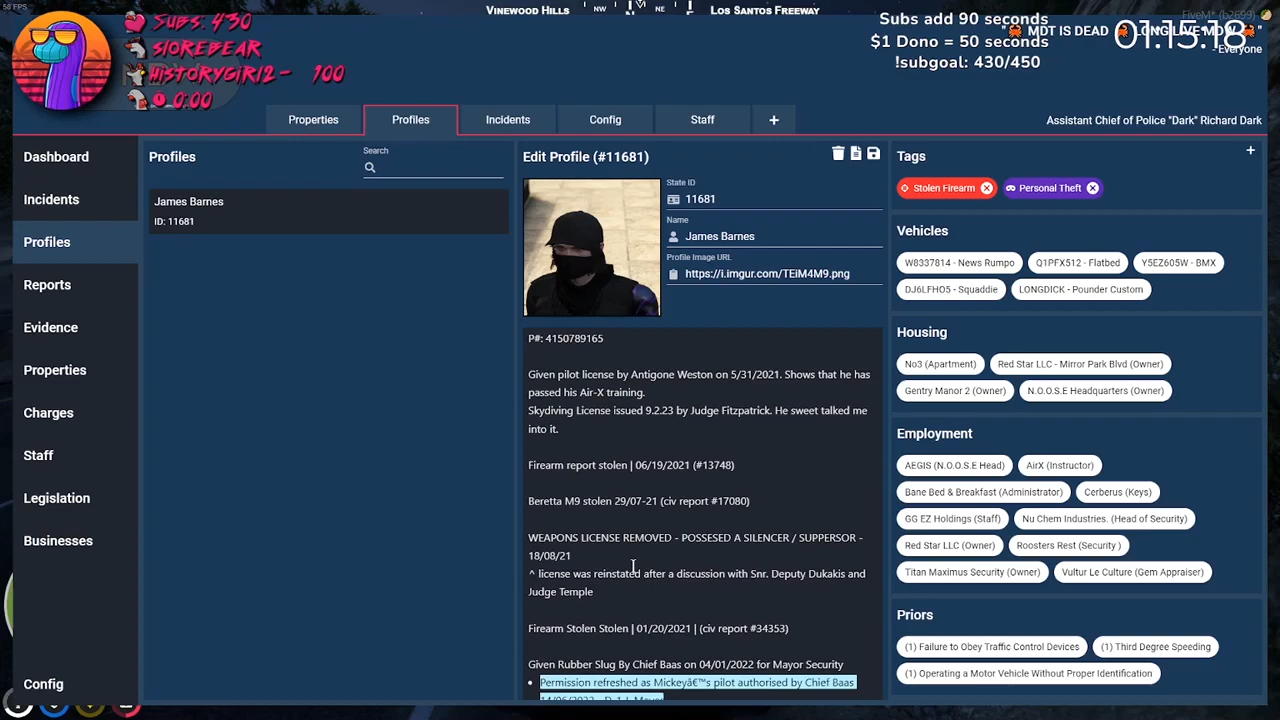 58 FPS
Vinewood Hills
NW
N
NE
Los Santos Freeway
FiveM® (b2699)
Subs: 430
S1OREBEAR
HiSTORYGiRL2 - 100
0:00
Subs add 90 seconds
$1 Dono = 50 seconds
!subgoal: 430/450
01:15:18
" MDT IS DEAD LONG LIVE MDW "
Everyone
Properties
Profiles
Incidents
Config
Staff
+
Assistant Chief of Police "Dark" Richard Dark
Dashboard
Incidents
Profiles
Reports
Evidence
Properties
Charges
Staff
Legislation
Businesses
Config
Profiles
Search
James Barnes
ID: 11681
Edit Profile (#11681)
State ID
11681
Name
James Barnes
Profile Image URL
https://i.imgur.com/TEiM4M9.png
P#: 4150789165
Given pilot license by Antigone Weston on 5/31/2021. Shows that he has
passed his Air-X training.
Skydiving License issued 9.2.23 by Judge Fitzpatrick. He sweet talked me
into it.
Firearm report stolen | 06/19/2021 (#13748)
Beretta M9 stolen 29/07-21 (civ report #17080)
WEAPONS LICENSE REMOVED - POSSESED A SILENCER / SUPPERSOR -
18/08/21
^ license was reinstated after a discussion with Snr. Deputy Dukakis and
Judge Temple
Firearm Stolen Stolen | 01/20/2021 | (civ report #34353)
Given Rubber Slug By Chief Baas on 04/01/2022 for Mayor Security
• Permission refreshed as Mickeyâ€™s pilot authorised by Chief Baas
Tags
+
Stolen Firearm
Personal Theft
Vehicles
W8337814 - News Rumpo
Q1PFX512 - Flatbed
Y5EZ605W - BMX
DJ6LFHO5 - Squaddie
LONGDICK - Pounder Custom
Housing
No3 (Apartment)
Red Star LLC - Mirror Park Blvd (Owner)
Gentry Manor 2 (Owner)
N.O.O.S.E Headquarters (Owner)
Employment
AEGIS (N.O.O.S.E Head)
AirX (Instructor)
Bane Bed & Breakfast (Administrator)
Cerberus (Keys)
GG EZ Holdings (Staff)
Nu Chem Industries. (Head of Security)
Red Star LLC (Owner)
Roosters Rest (Security )
Titan Maximus Security (Owner)
Vultur Le Culture (Gem Appraiser)
Priors
(1) Failure to Obey Traffic Control Devices
(1) Third Degree Speeding
(1) Operating a Motor Vehicle Without Proper Identification